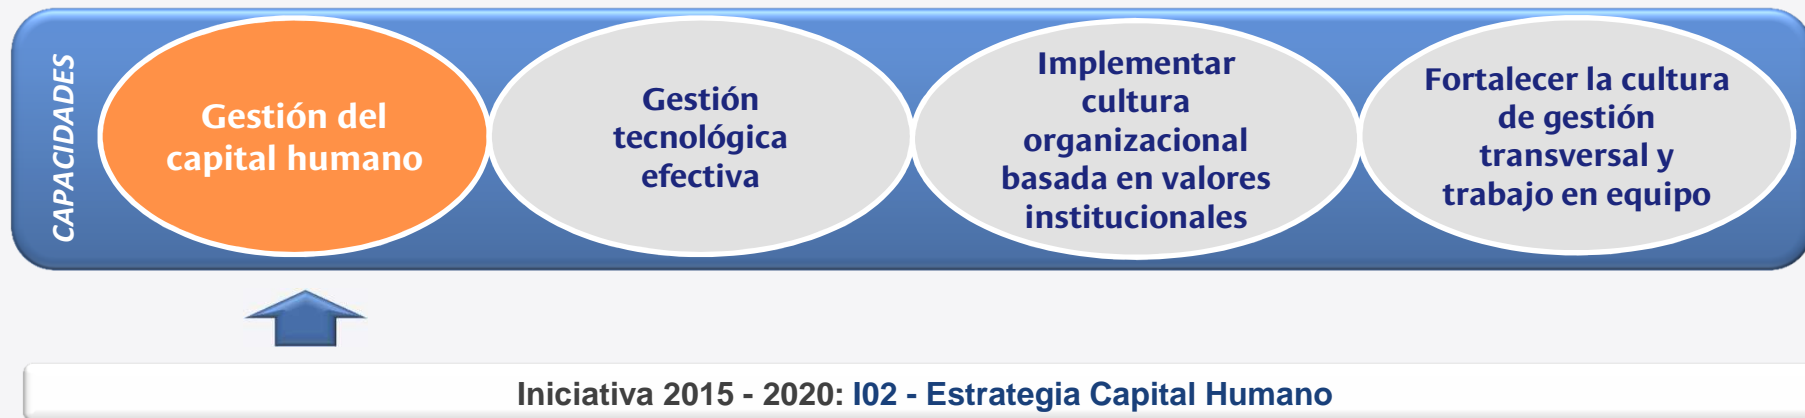 CAPACIDADES
Gestión del
capital humano
Gestión
tecnológica
efectiva
Implementar
cultura
organizacional
basada en valores
institucionales
Fortalecer la cultura
de gestión
transversal y
trabajo en equipo
Iniciativa 2015 - 2020: I02 - Estrategia Capital Humano